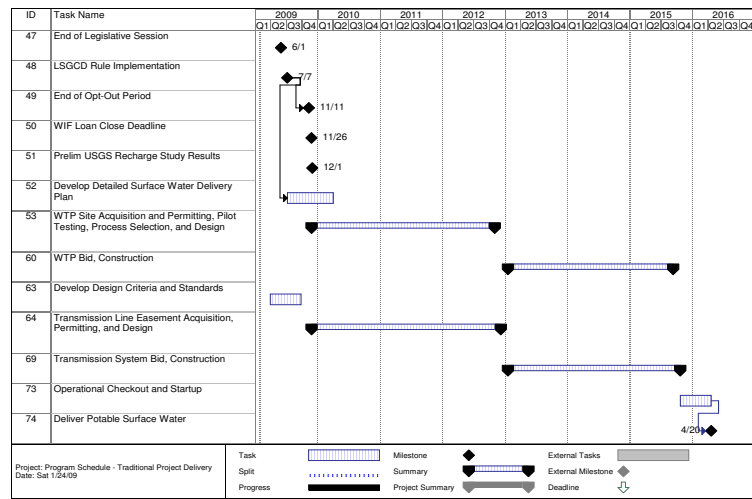 ID Task Name 2009 2010 2011 2012 2013 2014 2015 2016
Q1 Q2 Q3 Q4 Q1 Q2 Q3 Q4 Q1 Q2 Q3 Q4 Q1 Q2 Q3 Q4 Q1 Q2 Q3 Q4 Q1 Q2 Q3 Q4 Q1 Q2 Q3 Q4 Q1 Q2 Q3 Q4
47 End of Legislative Session
6/1
48 LSGCD Rule Implementation
7/7
49 End of Opt-Out Period
11/11
50 WIF Loan Close Deadline
11/26
51 Prelim USGS Recharge Study Results
12/1
52 Develop Detailed Surface Water Delivery
Plan
53 WTP Site Acquisition and Permitting, Pilot
Testing, Process Selection, and Design
60 WTP Bid, Construction
63 Develop Design Criteria and Standards
64 Transmission Line Easement Acquisition,
Permitting, and Design
69 Transmission System Bid, Construction
73 Operational Checkout and Startup
74 Deliver Potable Surface Water
4/20
Project: Program Schedule - Traditional Project Delivery
Date: Sat 1/24/09
Task Milestone External Tasks
Split Summary External Milestone
Progress Project Summary Deadline